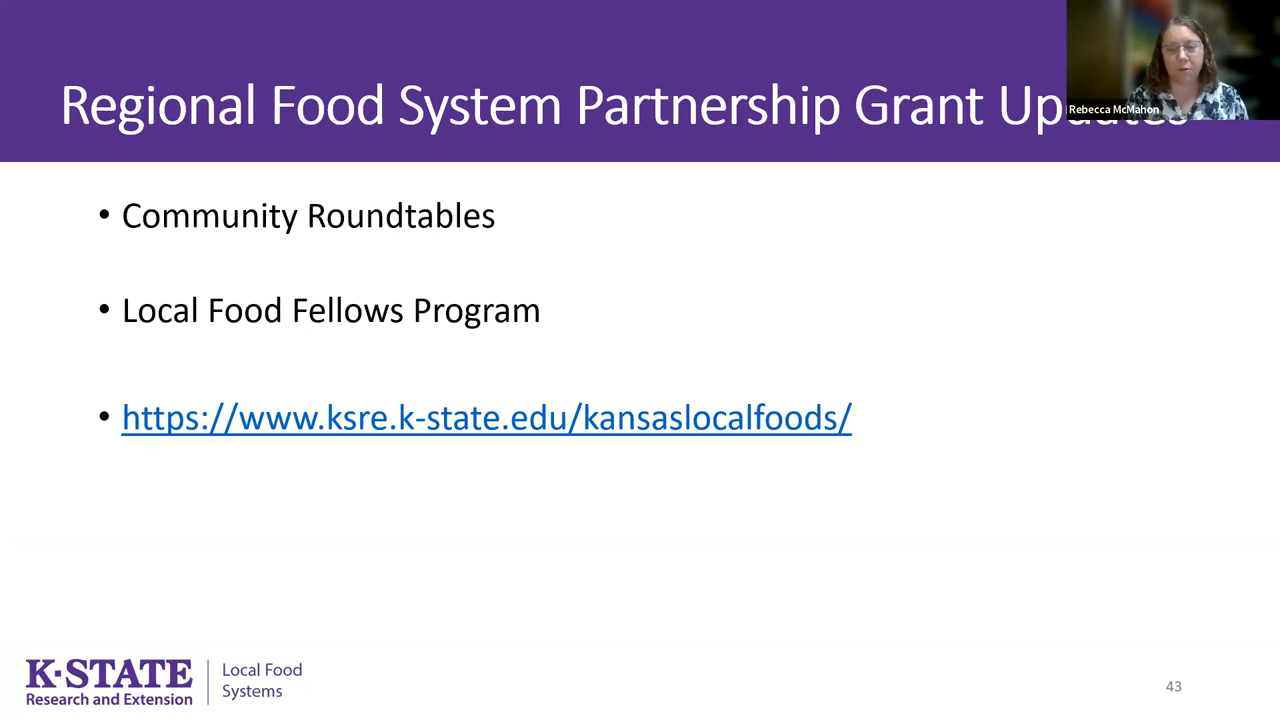 Regional Food System Partnership Grant Updates
Rebecca McMahon
• Community Roundtables
• Local Food Fellows Program
• https://www.ksre.k-state.edu/kansaslocalfoods/
K-STATE
Research and Extension
Local Food
Systems
43